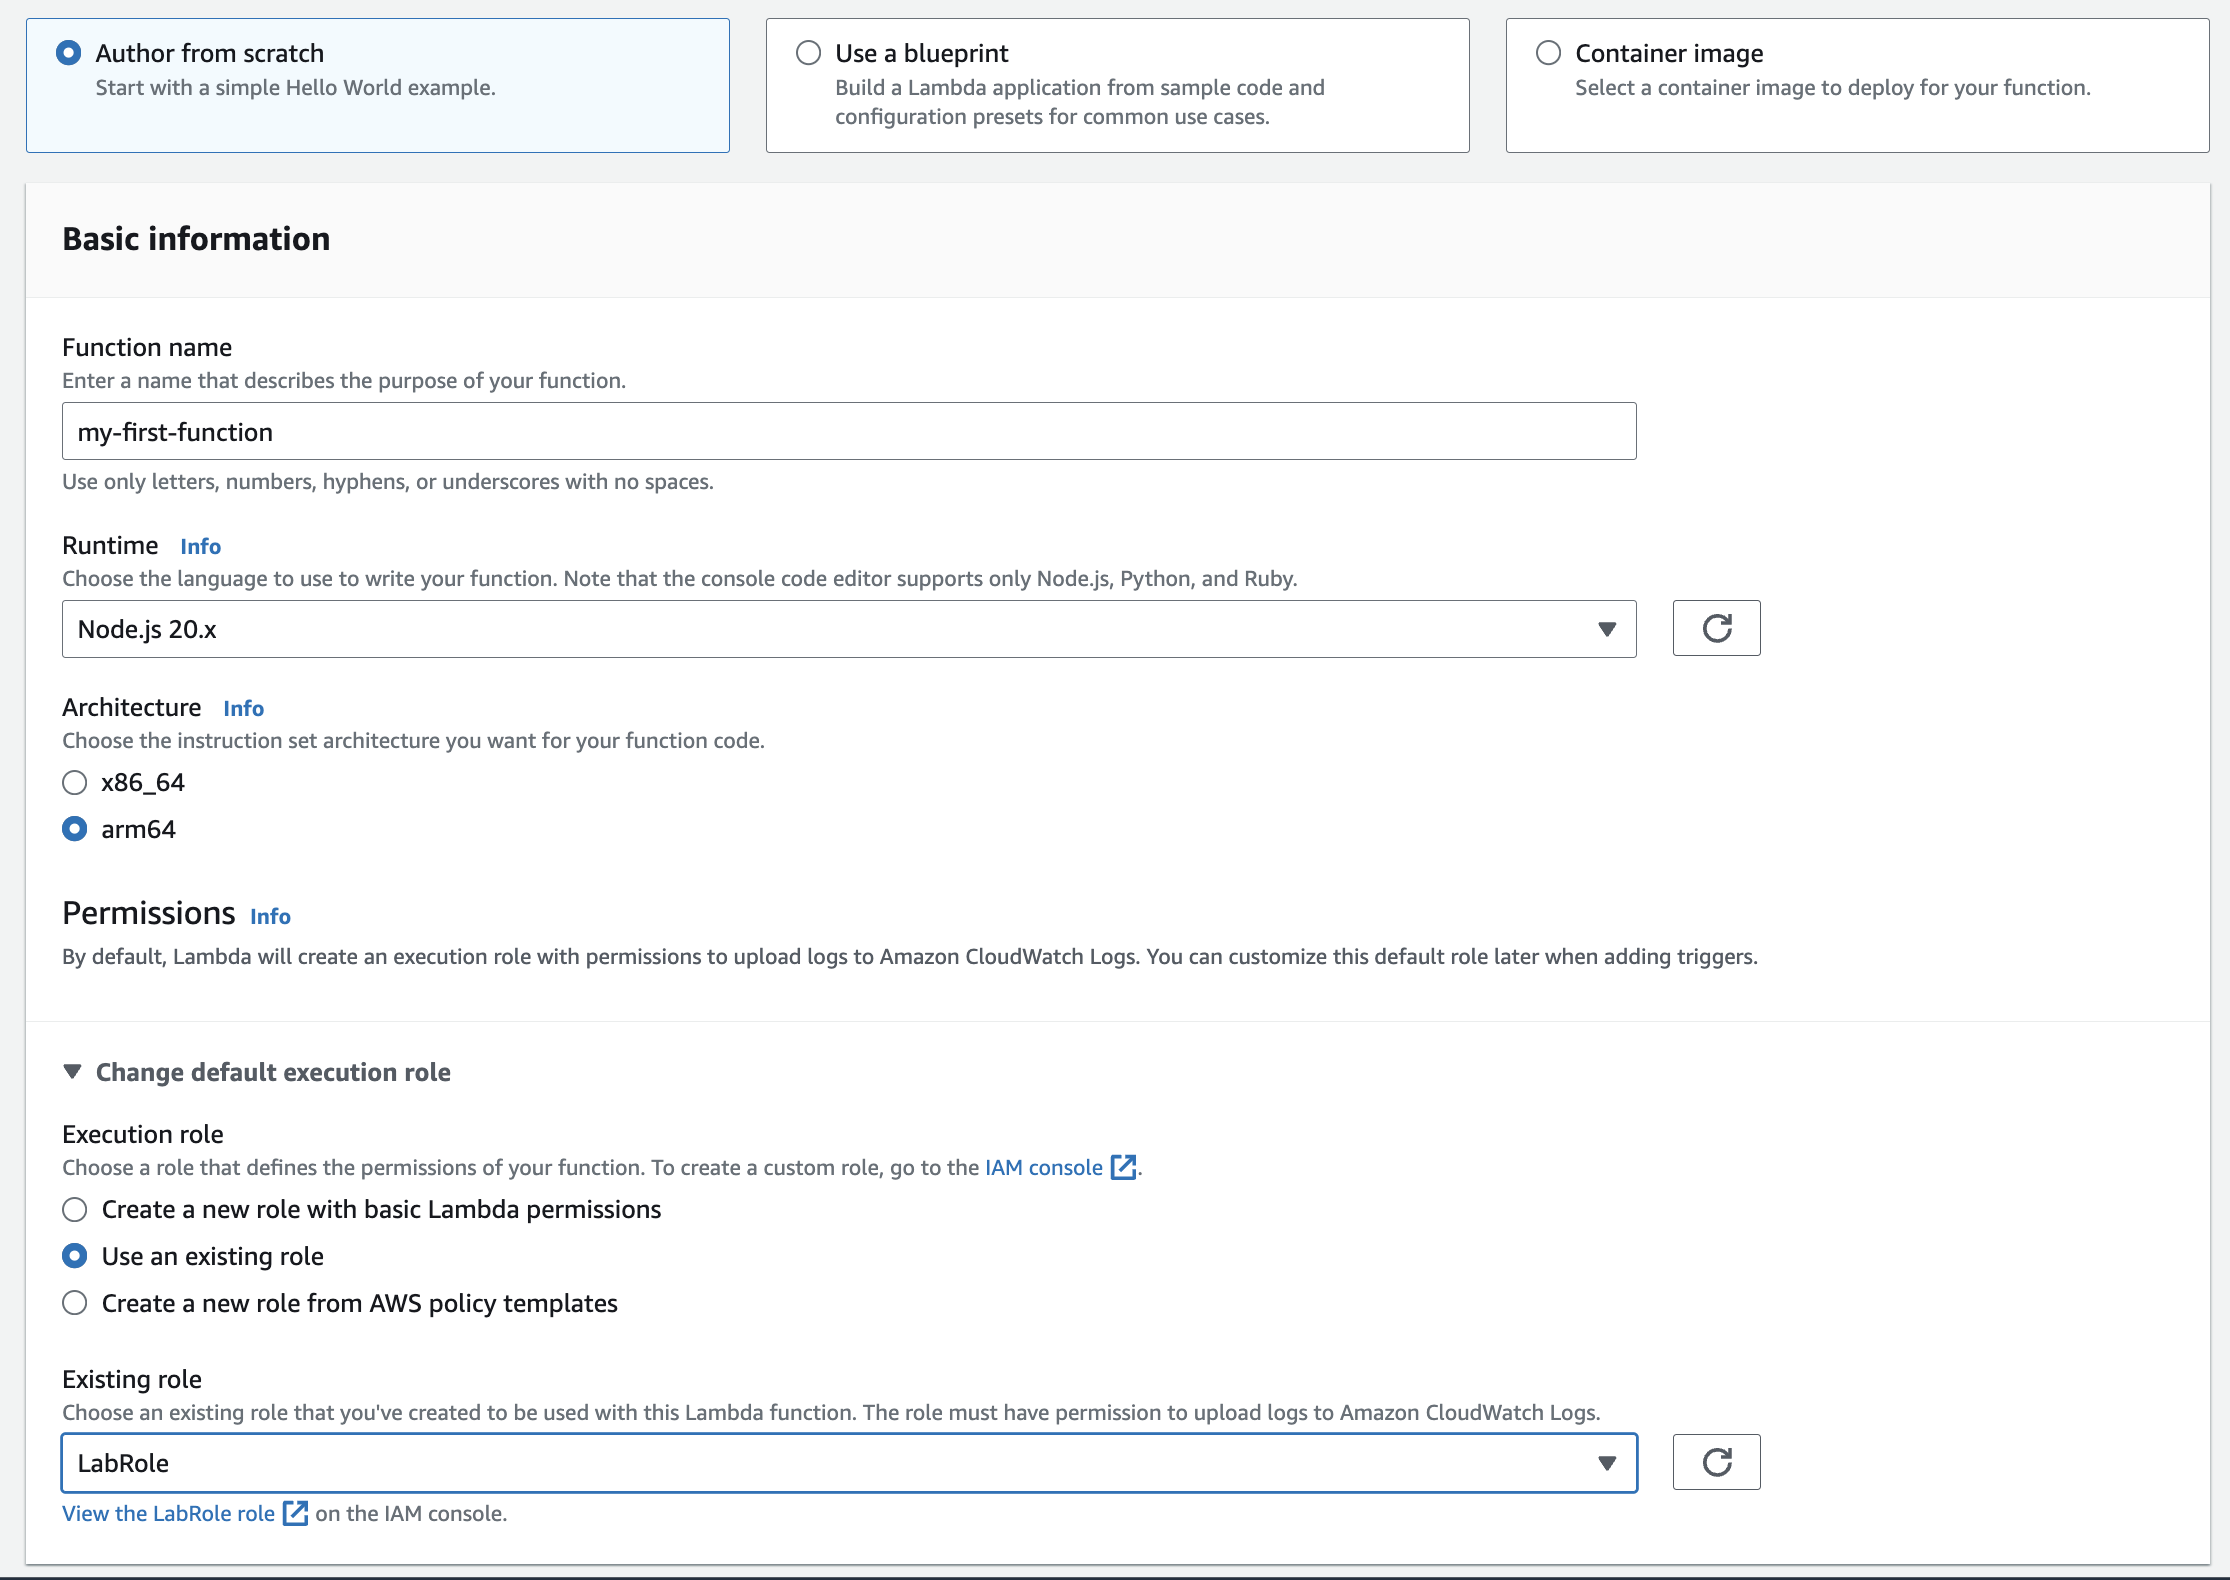 Author from scratch
Start with a simple Hello World example.
Use a blueprint
Build a Lambda application from sample code and
configuration presets for common use cases.
Container image
Select a container image to deploy for your function.
Basic information
Function name
Enter a name that describes the purpose of your function.
my-first-function
Use only letters, numbers, hyphens, or underscores with no spaces.
Runtime Info
Choose the language to use to write your function. Note that the console code editor supports only Node.js, Python, and Ruby.
Node.js 20.x
Architecture Info
Choose the instruction set architecture you want for your function code.
x86_64
arm64
Permissions Info
By default, Lambda will create an execution role with permissions to upload logs to Amazon CloudWatch Logs. You can customize this default role later when adding triggers.
Change default execution role
Execution role
Choose a role that defines the permissions of your function. To create a custom role, go to the IAM console.
Create a new role with basic Lambda permissions
Use an existing role
Create a new role from AWS policy templates
Existing role
Choose an existing role that you've created to be used with this Lambda function. The role must have permission to upload logs to Amazon CloudWatch Logs.
LabRole
View the LabRole role on the IAM console.